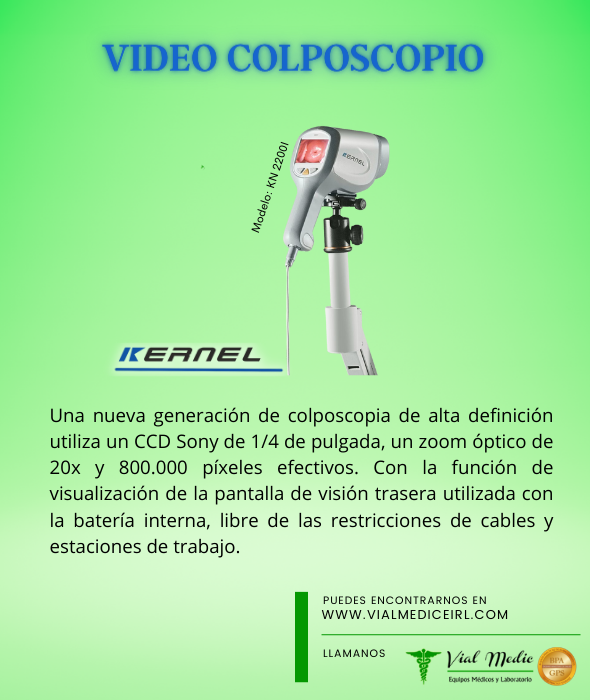 VIDEO COLPOSCOPIO
Modelo: KN 2200I
KERNEL
KERNEL
Una nueva generación de colposcopia de alta definición
utiliza un CCD Sony de 1/4 de pulgada, un zoom óptico de
20x y 800.000 píxeles efectivos. Con la función de
visualización de la pantalla de visión trasera utilizada con
la batería interna, libre de las restricciones de cables y
estaciones de trabajo.
PUEDES ENCONTRARNOS EN
WWW.VIALMEDICEIRL.COM
LLAMANOS
Vial Medic
Equipos Médicos y Laboratorio
BPA
GPS